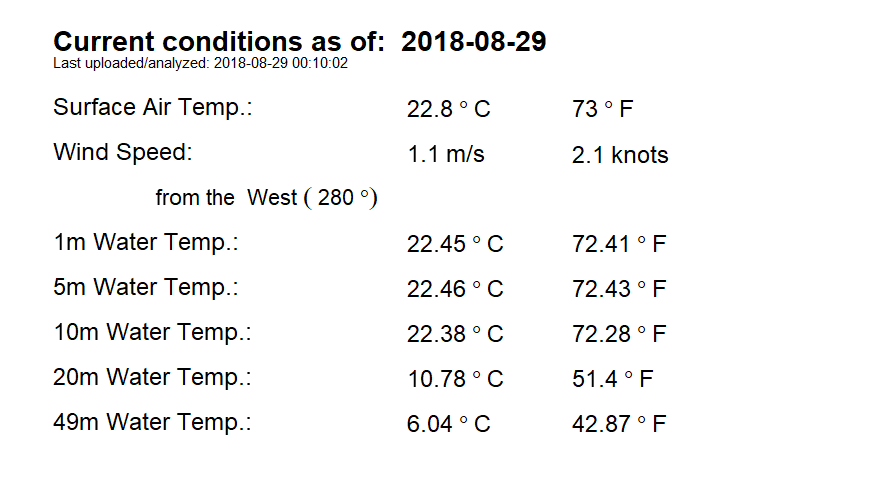 Current conditions as of: 2018-08-29
Last uploaded/analyzed: 2018-08-29 00:10:02
Surface Air Temp.: 22.8 ° C 73 ° F
Wind Speed: 1.1 m/s 2.1 knots
from the West ( 280 °)
1m Water Temp.: 22.45 ° C 72.41 ° F
5m Water Temp.: 22.46 ° C 72.43 ° F
10m Water Temp.: 22.38 ° C 72.28 ° F
20m Water Temp.: 10.78 ° C 51.4 ° F
49m Water Temp.: 6.04 ° C 42.87 ° F